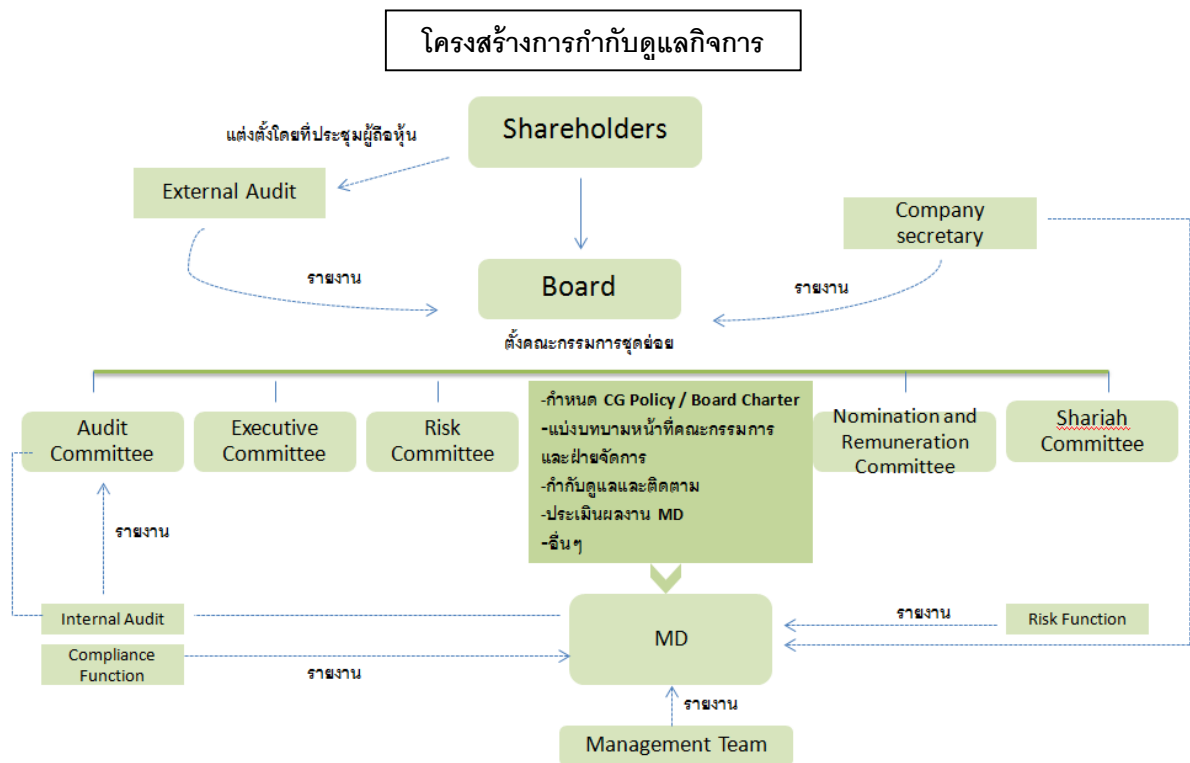 โครงสร้างการกำกับดูแลกิจการ
Shareholders
แต่งตั้งโดยที่ประชุมผู้ถือหุ้น
External Audit
Company
secretary
รายงาน
Board
รายงาน
ตั้งคณะกรรมการชุดย่อย
Audit
Committee
Executive
Committee
Risk
Committee
-กำหนด CG Policy / Board Charter
-แบ่งบทบามหน้าที่คณะกรรมการ
และฝ่ายจัดการ
-กำกับดูแลและติดตาม
-ประเมินผลงาน MD
-อื่นๆ
Nomination and
Remuneration
Committee
Shariah
Committee
รายงาน
Internal Audit
MD
รายงาน
Risk Function
Compliance
Function
รายงาน
รายงาน
Management Team